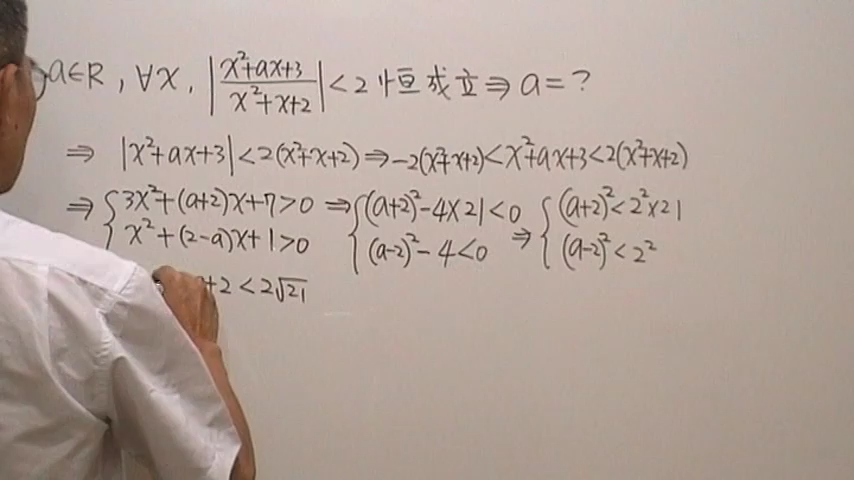 a∈R , ∀x , |x²+ax+3 / x²+x+2| < 2 恒成立 ⇒ a = ?
⇒ |x²+ax+3| < 2(x²+x+2) ⇒ -2(x²+x+2) < x²+ax+3 < 2(x²+x+2)
⇒ { 3x²+(a+2)x+7 > 0 ⇒ { (a+2)²-4×21 < 0 ⇒ { (a+2)² < 2²×21
x²+(2-a)x+1 > 0 (a-2)²-4 < 0 (a-2)² < 2²
+2 < 2√21